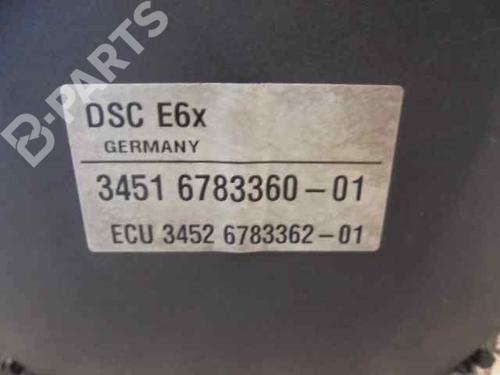 B-PARTS
DSC E6x
GERMANY
3451 6783360-01
ECU 3452 6783362-01